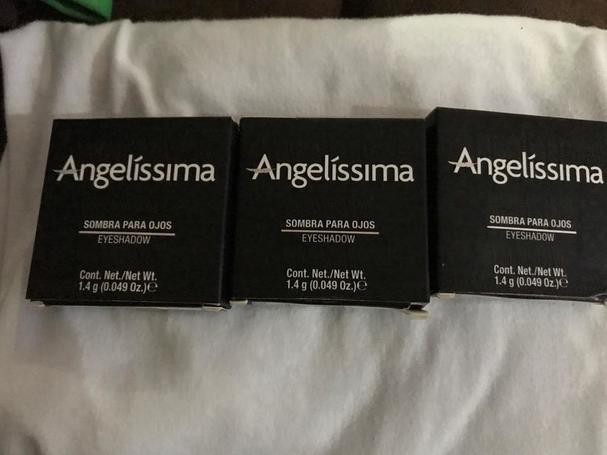 Angelíssima
SOMBRA PARA OJOS
EYESHADOW
Cont. Net./Net Wt.
1.4 g (0.049 Oz.)℮
Angelíssima
SOMBRA PARA OJOS
EYESHADOW
Cont. Net./Net Wt.
1.4 g (0.049 Oz.)℮
Angelíssima
SOMBRA PARA OJOS
EYESHADOW
Cont. Net./Net Wt.
1.4 g (0.049 Oz.)℮